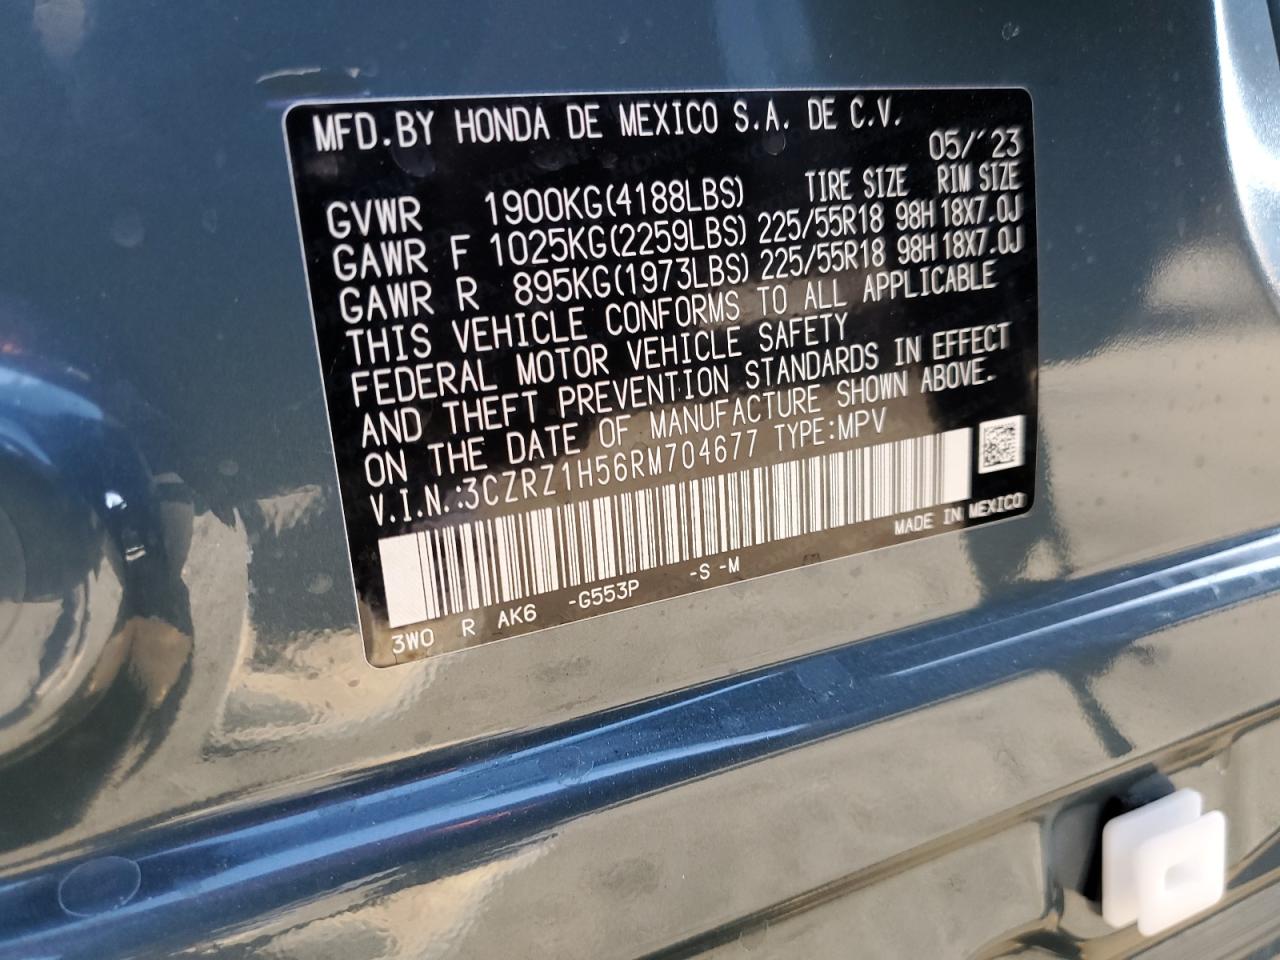 MFD.BY HONDA DE MEXICO S.A. DE C.V.
05/'23
GVWR 1900KG(4188LBS) TIRE SIZE RIM SIZE
GAWR F 1025KG(2259LBS) 225/55R18 98H 18X7.0J
GAWR R 895KG(1973LBS) 225/55R18 98H 18X7.0J
THIS VEHICLE CONFORMS TO ALL APPLICABLE
FEDERAL MOTOR VEHICLE SAFETY
AND THEFT PREVENTION STANDARDS IN EFFECT
ON THE DATE OF MANUFACTURE SHOWN ABOVE.
V.I.N.:3CZRZ1H56RM704677 TYPE:MPV
MADE IN MEXICO
3W0 R AK6 -G553P -S -M